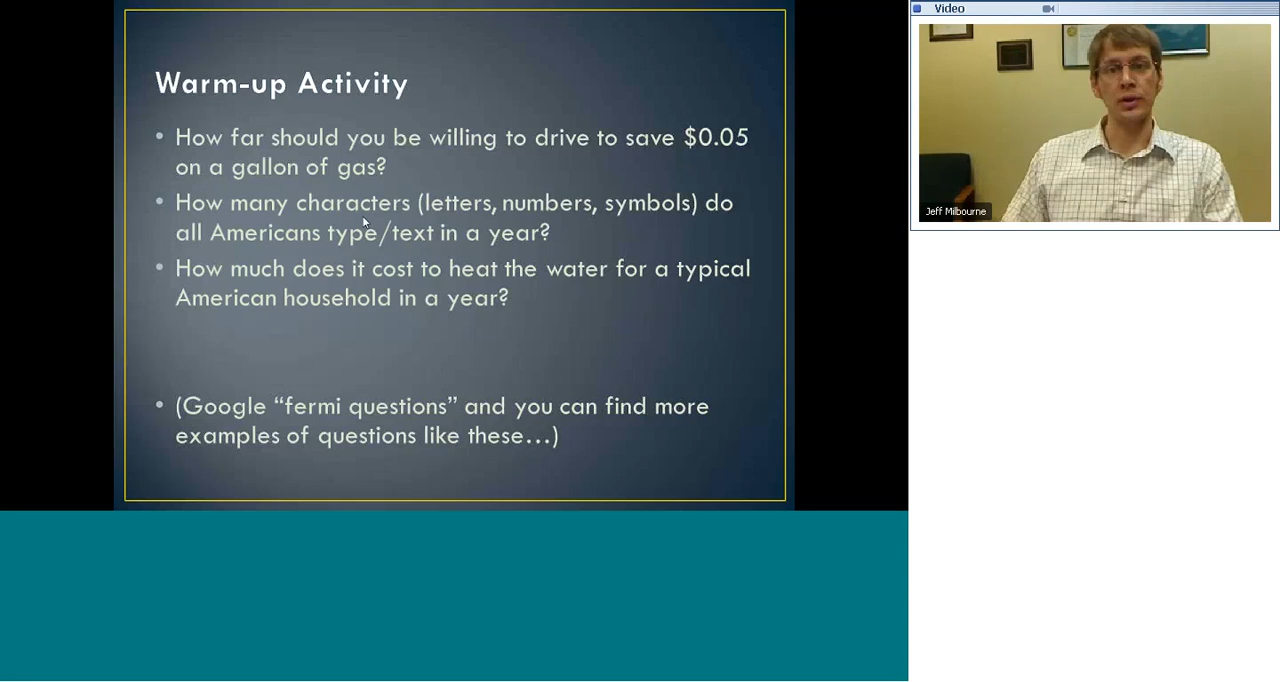 Warm-up Activity
• How far should you be willing to drive to save $0.05
on a gallon of gas?
• How many characters (letters, numbers, symbols) do
all Americans type/text in a year?
• How much does it cost to heat the water for a typical
American household in a year?
• (Google “fermi questions” and you can find more
examples of questions like these…)
Video
Jeff Milbourne